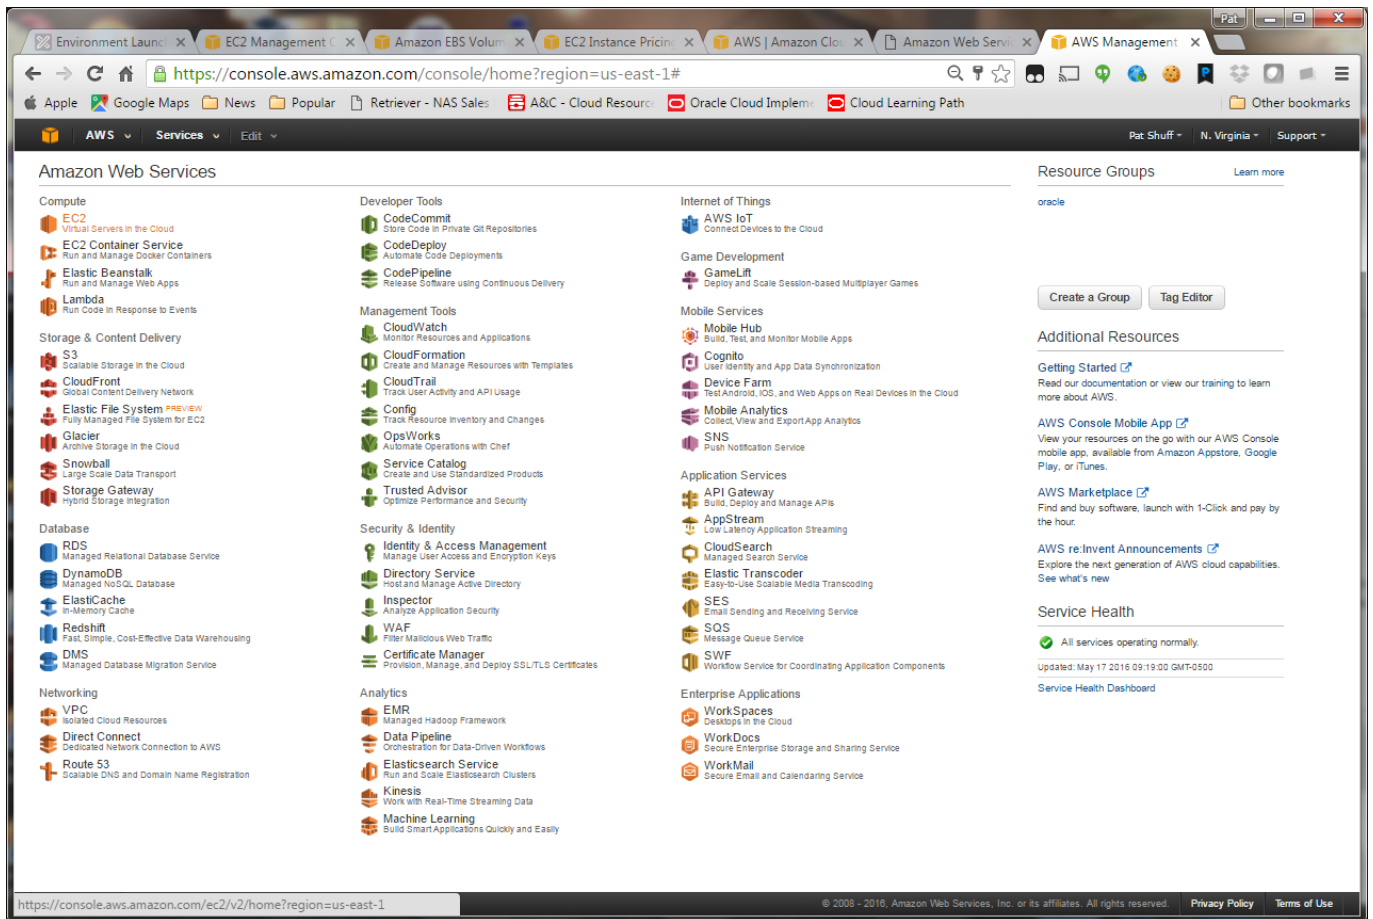 Pat
Environment Launc
EC2 Management C
Amazon EBS Volum
EC2 Instance Pricing
AWS | Amazon Clou
Amazon Web Servic
AWS Management
https://console.aws.amazon.com/console/home?region=us-east-1#
Apple
Google Maps
News
Popular
Retriever - NAS Sales
A&C - Cloud Resourc
Oracle Cloud Impleme
Cloud Learning Path
Other bookmarks
AWS
Services
Edit
Pat Shuff
N. Virginia
Support
Amazon Web Services
Compute
EC2
Virtual Servers in the Cloud
EC2 Container Service
Run and Manage Docker Containers
Elastic Beanstalk
Run and Manage Web Apps
Lambda
Run Code in Response to Events
Storage & Content Delivery
S3
Scalable Storage in the Cloud
CloudFront
Global Content Delivery Network
Elastic File System PREVIEW
Fully Managed File System for EC2
Glacier
Archive Storage in the Cloud
Snowball
Large Scale Data Transport
Storage Gateway
Hybrid Storage Integration
Database
RDS
Managed Relational Database Service
DynamoDB
Managed NoSQL Database
ElastiCache
In-Memory Cache
Redshift
Fast, Simple, Cost-Effective Data Warehousing
DMS
Managed Database Migration Service
Networking
VPC
Isolated Cloud Resources
Direct Connect
Dedicated Network Connection to AWS
Route 53
Scalable DNS and Domain Name Registration
Developer Tools
CodeCommit
Store Code in Private Git Repositories
CodeDeploy
Automate Code Deployments
CodePipeline
Release Software using Continuous Delivery
Management Tools
CloudWatch
Monitor Resources and Applications
CloudFormation
Create and Manage Resources with Templates
CloudTrail
Track User Activity and API Usage
Config
Track Resource Inventory and Changes
OpsWorks
Automate Operations with Chef
Service Catalog
Create and Use Standardized Products
Trusted Advisor
Optimize Performance and Security
Security & Identity
Identity & Access Management
Manage User Access and Encryption Keys
Directory Service
Host and Manage Active Directory
Inspector
Analyze Application Security
WAF
Filter Malicious Web Traffic
Certificate Manager
Provision, Manage, and Deploy SSL/TLS Certificates
Analytics
EMR
Managed Hadoop Framework
Data Pipeline
Orchestration for Data-Driven Workflows
Elasticsearch Service
Run and Scale Elasticsearch Clusters
Kinesis
Work with Real-Time Streaming Data
Machine Learning
Build Smart Applications Quickly and Easily
Internet of Things
AWS IoT
Connect Devices to the Cloud
Game Development
GameLift
Deploy and Scale Session-based Multiplayer Games
Mobile Services
Mobile Hub
Build, Test, and Monitor Mobile Apps
Cognito
User Identity and App Data Synchronization
Device Farm
Test Android, iOS, and Web Apps on Real Devices in the Cloud
Mobile Analytics
Collect, View and Export App Analytics
SNS
Push Notification Service
Application Services
API Gateway
Build, Deploy and Manage APIs
AppStream
Low Latency Application Streaming
CloudSearch
Managed Search Service
Elastic Transcoder
Easy-to-Use Scalable Media Transcoding
SES
Email Sending and Receiving Service
SQS
Message Queue Service
SWF
Workflow Service for Coordinating Application Components
Enterprise Applications
WorkSpaces
Desktops in the Cloud
WorkDocs
Secure Enterprise Storage and Sharing Service
WorkMail
Secure Email and Calendaring Service
Resource Groups
Learn more
oracle
Create a Group
Tag Editor
Additional Resources
Getting Started
Read our documentation or view our training to learn
more about AWS.
AWS Console Mobile App
View your resources on the go with our AWS Console
mobile app, available from Amazon Appstore, Google
Play, or iTunes.
AWS Marketplace
Find and buy software, launch with 1-Click and pay by
the hour.
AWS re:Invent Announcements
Explore the next generation of AWS cloud capabilities.
See what's new
Service Health
All services operating normally.
Updated: May 17 2016 09:19:00 GMT-0500
Service Health Dashboard
https://console.aws.amazon.com/ec2/v2/home?region=us-east-1
© 2008 - 2016, Amazon Web Services, Inc. or its affiliates. All rights reserved.
Privacy Policy
Terms of Use